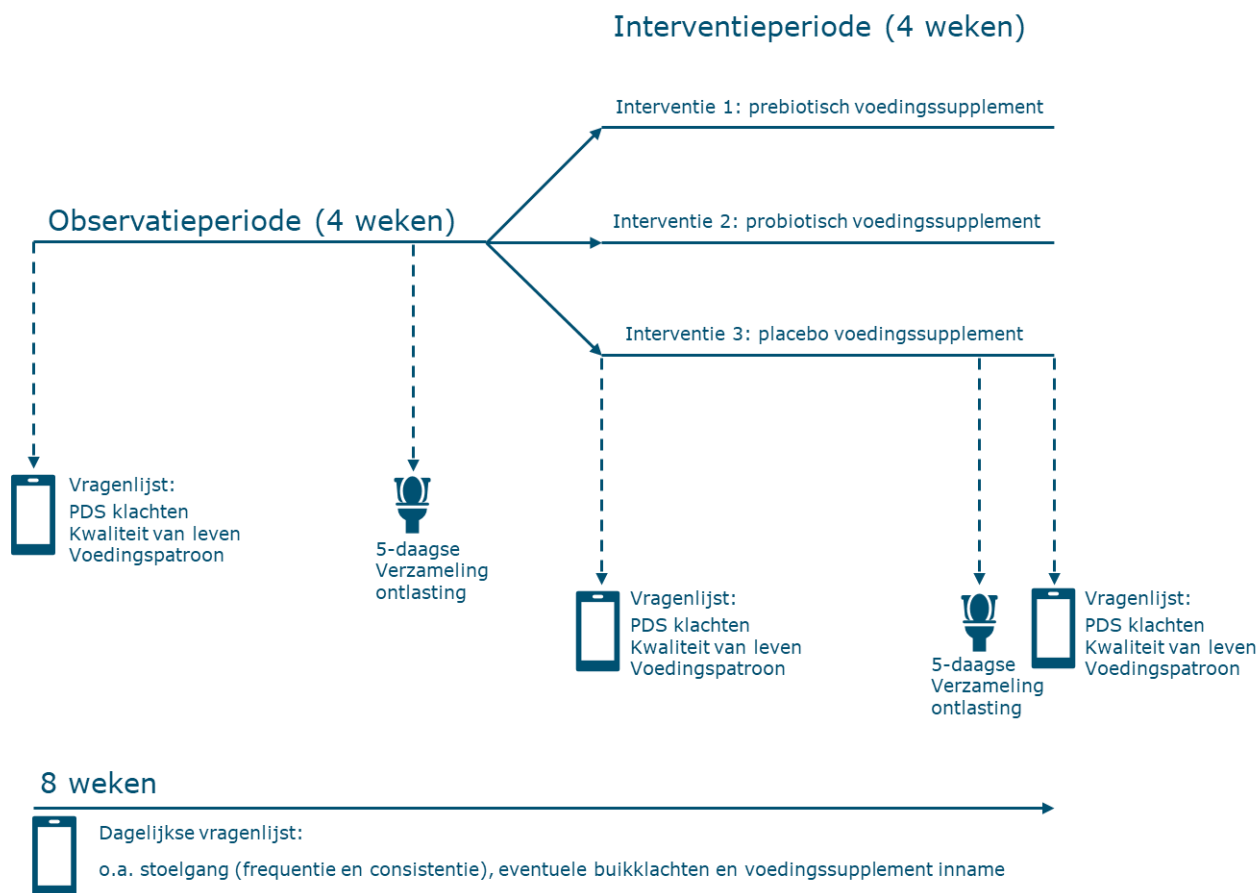 Interventieperiode (4 weken)
Interventie 1: prebiotisch voedingssupplement
Observatieperiode (4 weken)
Interventie 2: probiotisch voedingssupplement
Interventie 3: placebo voedingssupplement
Vragenlijst:
PDS klachten
Kwaliteit van leven
Voedingspatroon
5-daagse
Verzameling
ontlasting
Vragenlijst:
PDS klachten
Kwaliteit van leven
Voedingspatroon
5-daagse
Verzameling
ontlasting
Vragenlijst:
PDS klachten
Kwaliteit van leven
Voedingspatroon
8 weken
Dagelijkse vragenlijst:
o.a. stoelgang (frequentie en consistentie), eventuele buikklachten en voedingssupplement inname